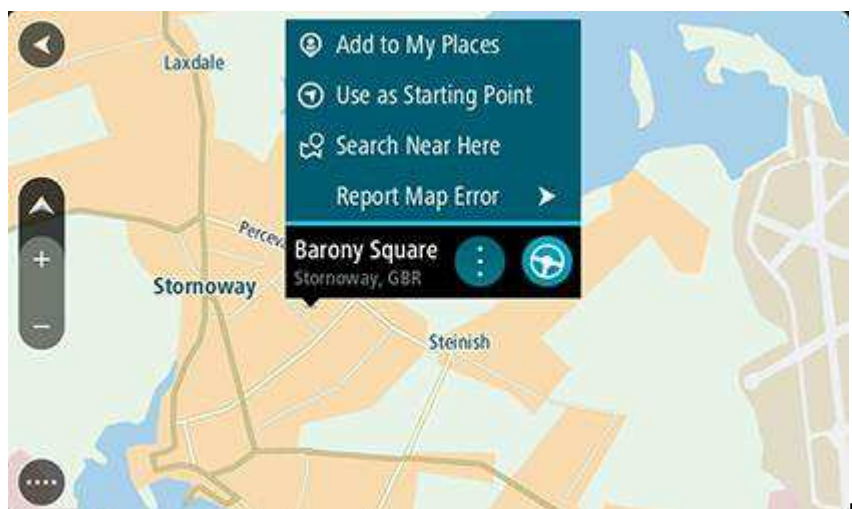 Laxdale
Add to My Places
Use as Starting Point
Search Near Here
Report Map Error
Barony Square
Stornoway, GBR
Stornoway
Steinish